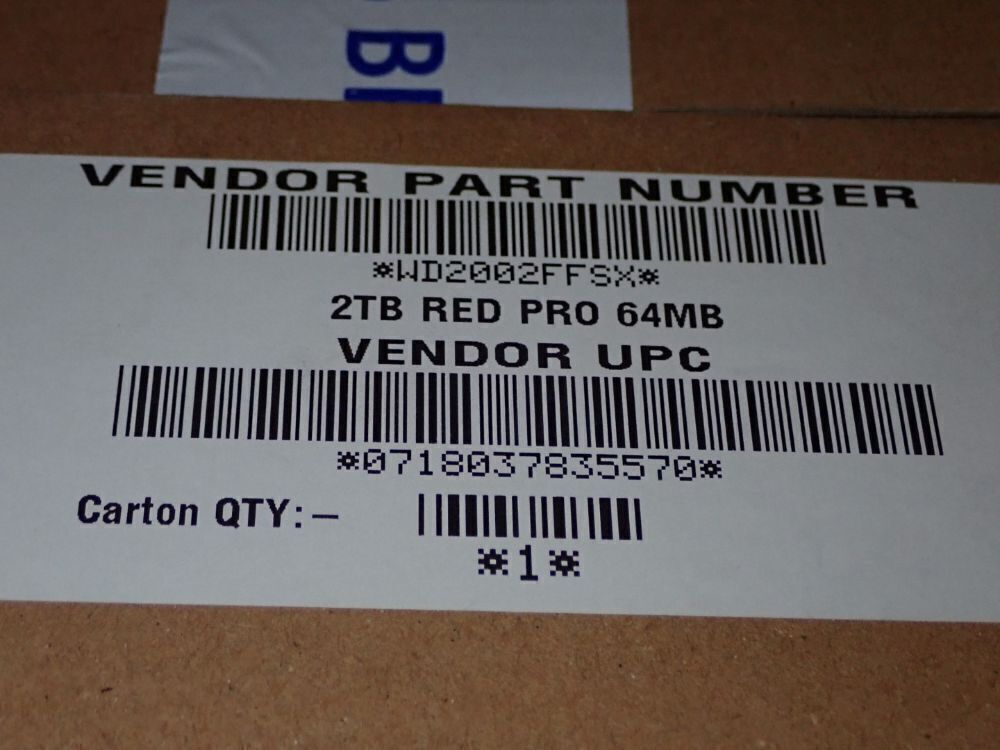 B
VENDOR PART NUMBER
*WD2002FFSX*
2TB RED PRO 64MB
VENDOR UPC
*0718037835570*
Carton QTY:–
*1*